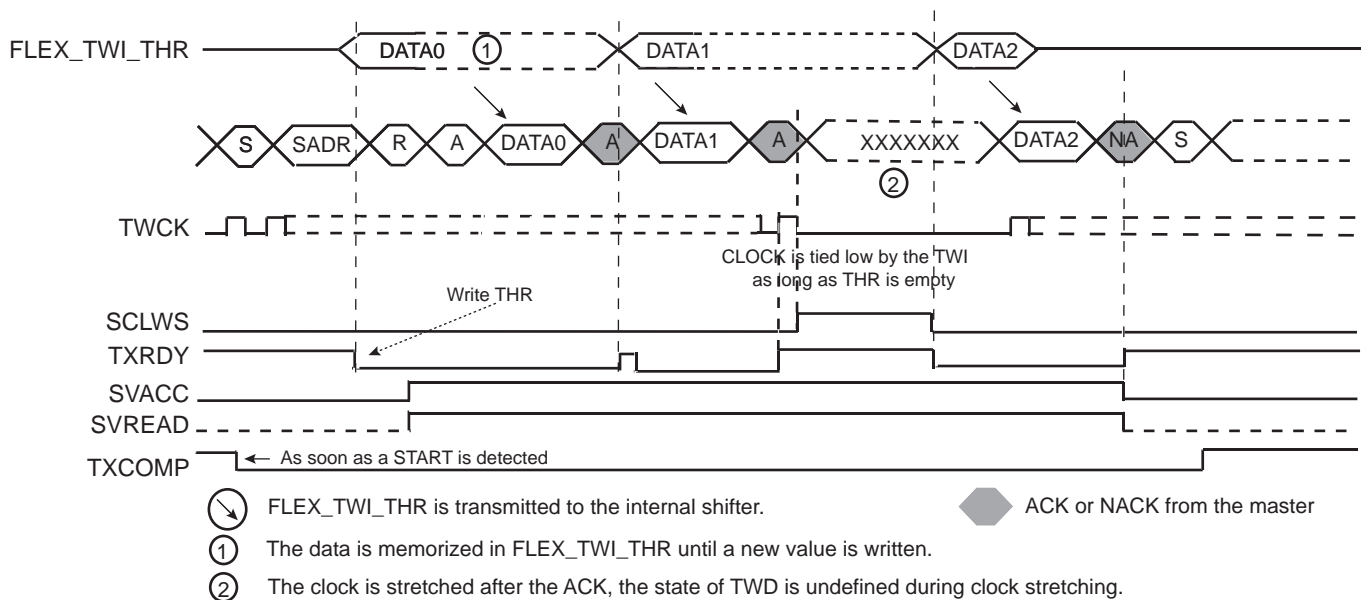 FLEX_TWI_THR DATA0 1 DATA1 DATA2
S SADR R A DATA0 A DATA1 A XXXXXXX DATA2 NA S
2
TWCK
CLOCK is tied low by the TWI
as long as THR is empty
Write THR
SCLWS
TXRDY
SVACC
SVREAD
TXCOMP As soon as a START is detected
FLEX_TWI_THR is transmitted to the internal shifter. ACK or NACK from the master
1 The data is memorized in FLEX_TWI_THR until a new value is written.
2 The clock is stretched after the ACK, the state of TWD is undefined during clock stretching.